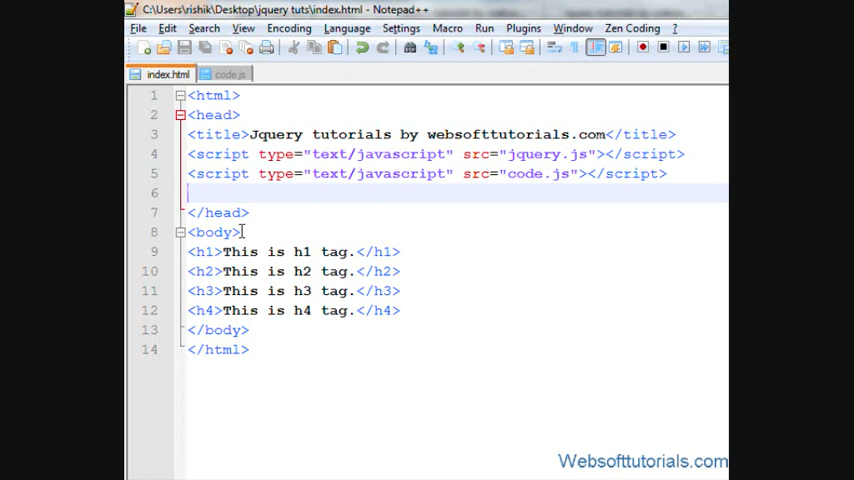 C:\Users\rishik\Desktop\jquery tuts\index.html - Notepad++
File Edit Search View Encoding Language Settings Macro Run Plugins Window Zen Coding ?
index.html code.js
1 <html>
2 <head>
3 <title>Jquery tutorials by websofttutorials.com</title>
4 <script type="text/javascript" src="jquery.js"></script>
5 <script type="text/javascript" src="code.js"></script>
6
7 </head>
8 <body>
9 <h1>This is h1 tag.</h1>
10 <h2>This is h2 tag.</h2>
11 <h3>This is h3 tag.</h3>
12 <h4>This is h4 tag.</h4>
13 </body>
14 </html>
Websofttutorials.com